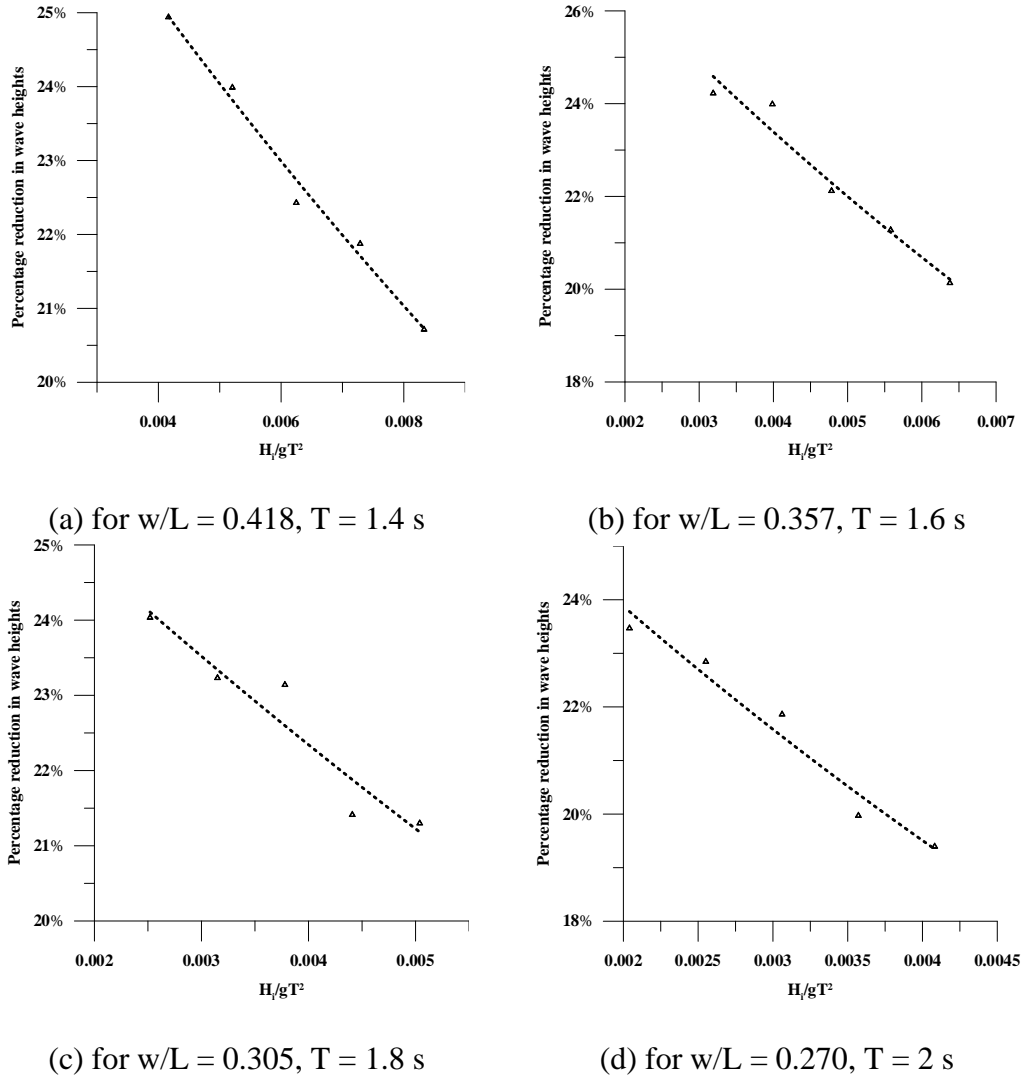 25%
24%
23%
22%
21%
20%
Percentage reduction in wave heights
0.004 0.006 0.008
Hᵢ/gT²
(a) for w/L = 0.418, T = 1.4 s
26%
24%
22%
20%
18%
Percentage reduction in wave heights
0.002 0.003 0.004 0.005 0.006 0.007
Hᵢ/gT²
(b) for w/L = 0.357, T = 1.6 s
25%
24%
23%
22%
21%
20%
Percentage reduction in wave heights
0.002 0.003 0.004 0.005
Hᵢ/gT²
(c) for w/L = 0.305, T = 1.8 s
24%
22%
20%
18%
Percentage reduction in wave heights
0.002 0.0025 0.003 0.0035 0.004 0.0045
Hᵢ/gT²
(d) for w/L = 0.270, T = 2 s